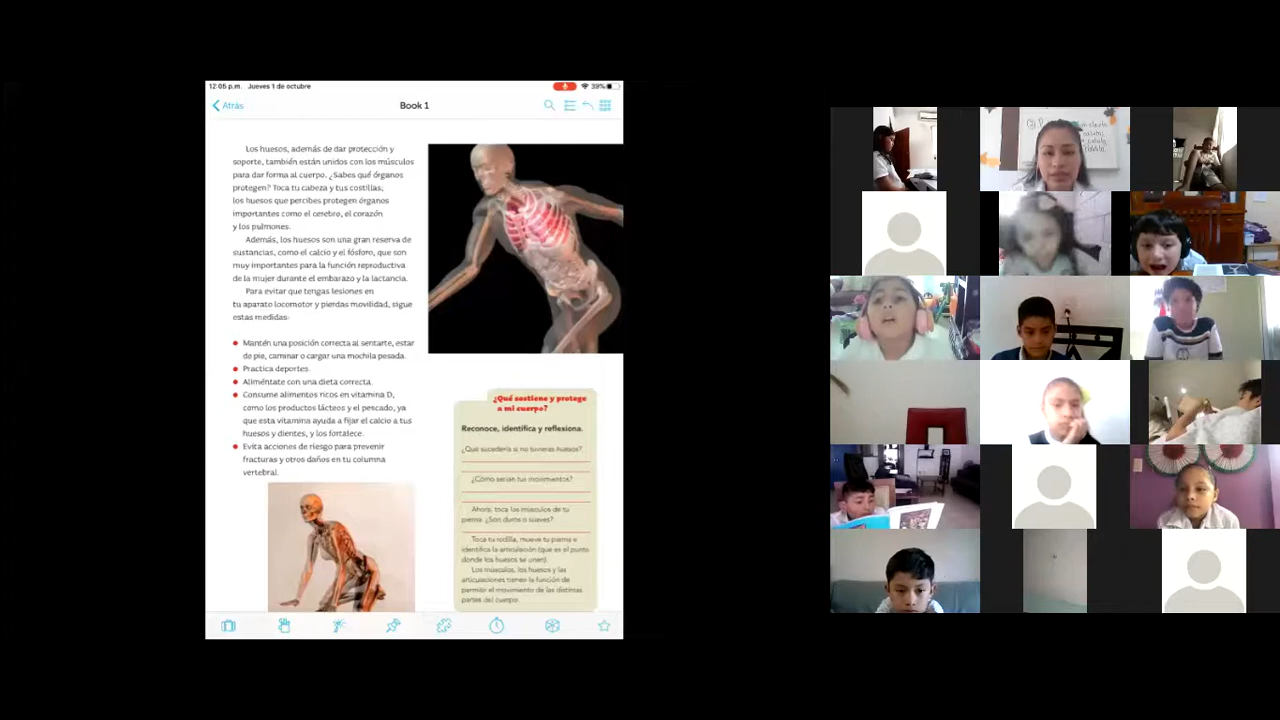 12:05 p.m. Jueves 1 de octubre
39%
Atrás
Book 1
Los huesos, además de dar protección y
soporte, también están unidos con los músculos
para dar forma al cuerpo. ¿Sabes qué órganos
protegen? Toca tu cabeza y tus costillas;
los huesos que percibes protegen órganos
importantes como el cerebro, el corazón
y los pulmones.
Además, los huesos son una gran reserva de
sustancias, como el calcio y el fósforo, que son
muy importantes para la función reproductiva
de la mujer durante el embarazo y la lactancia.
Para evitar que tengas lesiones en
tu aparato locomotor y pierdas movilidad, sigue
estas medidas:
Mantén una posición correcta al sentarte, estar
de pie, caminar o cargar una mochila pesada.
Practica deportes.
Aliméntate con una dieta correcta.
Consume alimentos ricos en vitamina D,
como los productos lácteos y el pescado, ya
que esta vitamina ayuda a fijar el calcio a tus
huesos y dientes, y los fortalece.
Evita acciones de riesgo para prevenir
fracturas y otros daños en tu columna
vertebral.
¿Qué sostiene y protege
a mi cuerpo?
Reconoce, identifica y reflexiona.
¿Qué sucedería si no tuvieras huesos?
¿Cómo serían tus movimientos?
Ahora, toca los músculos de tu
pierna. ¿Son duros o suaves?
Toca tu rodilla, mueve tu pierna e
identifica la articulación (que es el punto
donde los huesos se unen).
Los músculos, los huesos y las
articulaciones tienen la función de
permitir el movimiento de las distintas
partes del cuerpo.